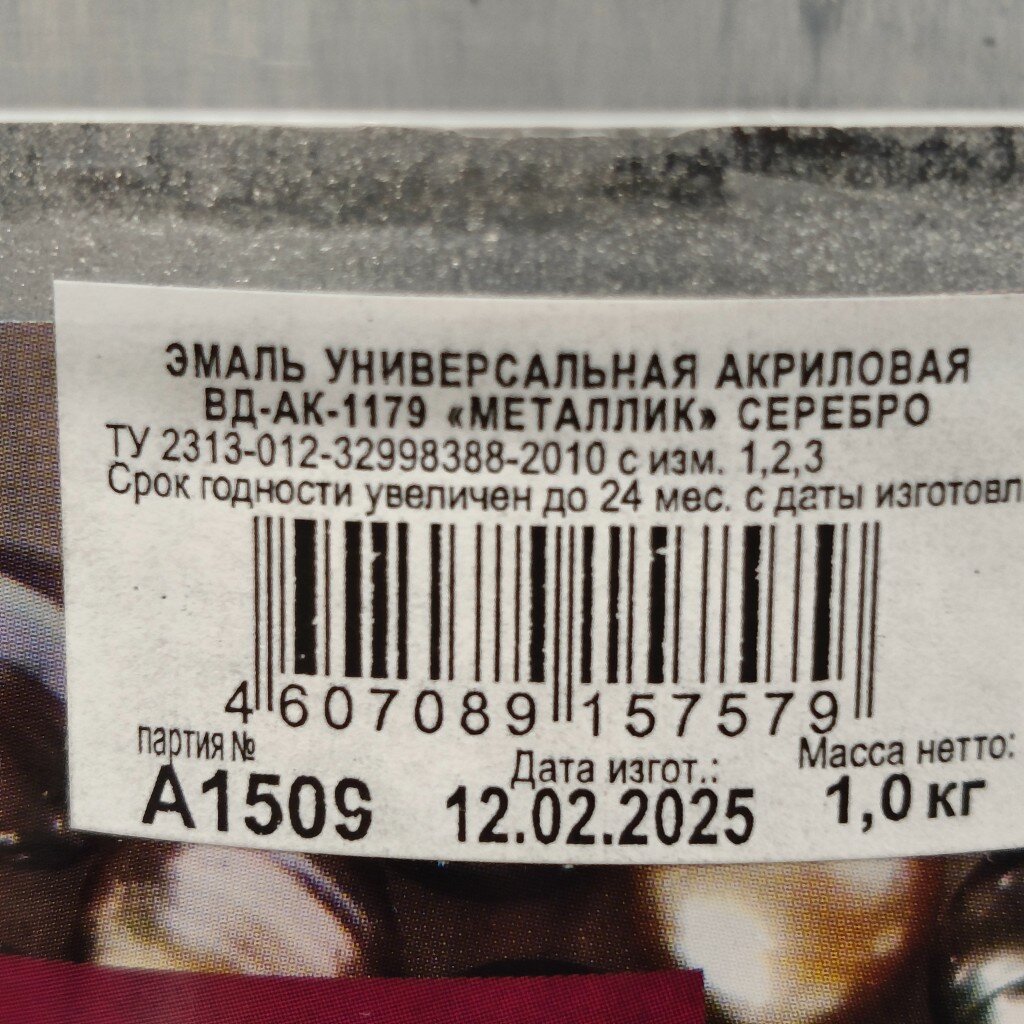 ЭМАЛЬ УНИВЕРСАЛЬНАЯ АКРИЛОВАЯ
ВД-АК-1179 «МЕТАЛЛИК» СЕРЕБРО
ТУ 2313-012-32998388-2010 с изм. 1,2,3
Срок годности увеличен до 24 мес. с даты изготовл
4 607089 157579
партия № Дата изгот.: Масса нетто:
А1509 12.02.2025 1,0 кг